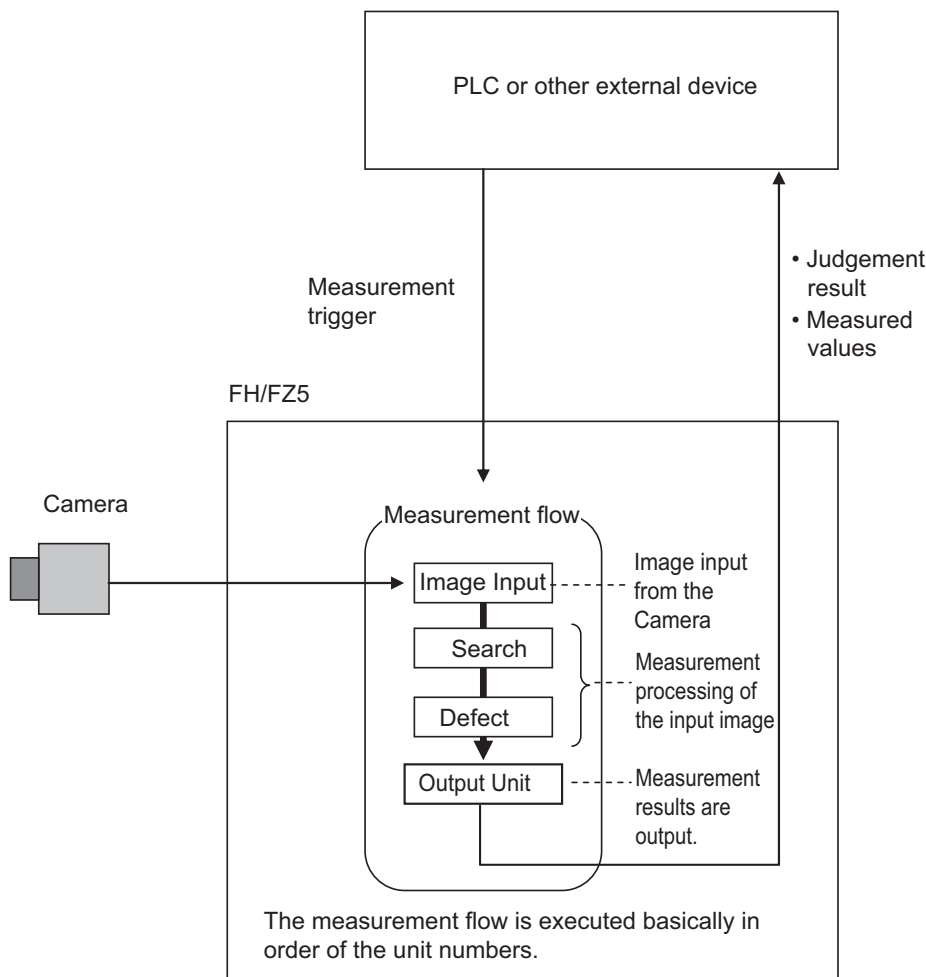 PLC or other external device
Measurement
trigger
• Judgement
result
• Measured
values
FH/FZ5
Camera
Measurement flow
Image Input
Search
Defect
Output Unit
Image input
from the
Camera
Measurement
processing of
the input image
Measurement
results are
output.
The measurement flow is executed basically in
order of the unit numbers.